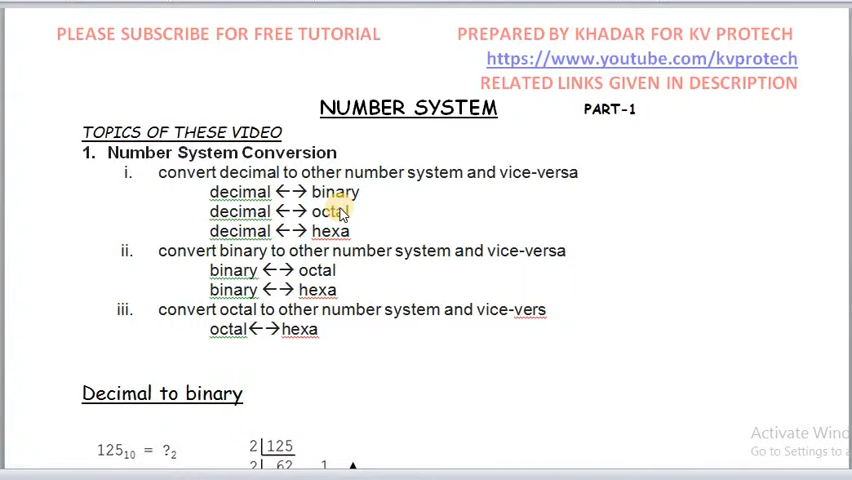 PLEASE SUBSCRIBE FOR FREE TUTORIAL PREPARED BY KHADAR FOR KV PROTECH
https://www.youtube.com/kvprotech
RELATED LINKS GIVEN IN DESCRIPTION
NUMBER SYSTEM PART-1
TOPICS OF THESE VIDEO
1. Number System Conversion
i. convert decimal to other number system and vice-versa
decimal ←→ binary
decimal ←→ octal
decimal ←→ hexa
ii. convert binary to other number system and vice-versa
binary ←→ octal
binary ←→ hexa
iii. convert octal to other number system and vice-vers
octal←→hexa
Decimal to binary
125₁₀ = ?₂ 2 125
2 62 1
Activate Wind
Go to Settings to a